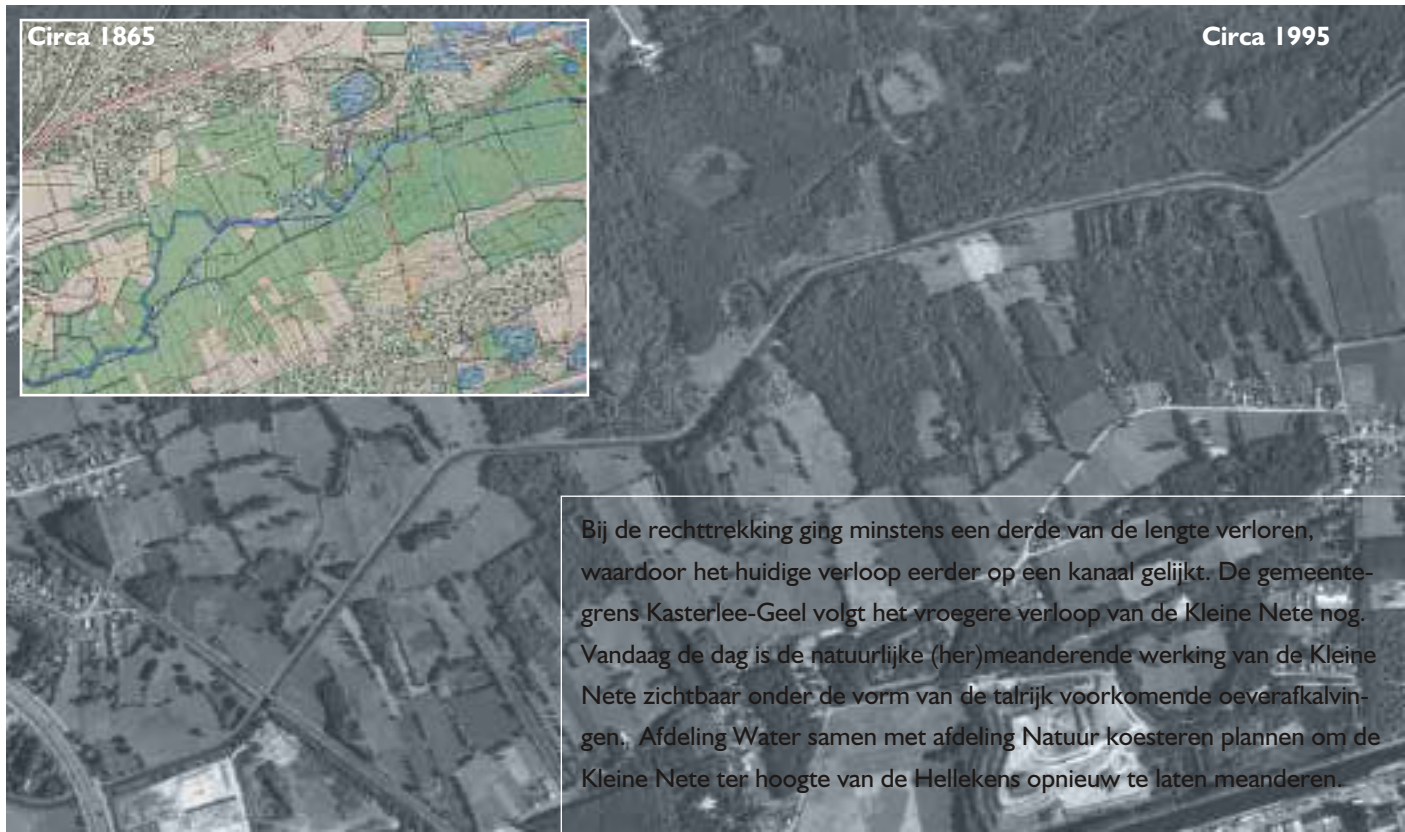 Circa 1865
Circa 1995
Bij de rechttrekking ging minstens een derde van de lengte verloren,
waardoor het huidige verloop eerder op een kanaal gelijkt. De gemeente-
grens Kasterlee-Geel volgt het vroegere verloop van de Kleine Nete nog.
Vandaag de dag is de natuurlijke (her)meanderende werking van de Kleine
Nete zichtbaar onder de vorm van de talrijk voorkomende oeverafkalvin-
gen. Afdeling Water samen met afdeling Natuur koesteren plannen om de
Kleine Nete ter hoogte van de Hellekens opnieuw te laten meanderen.